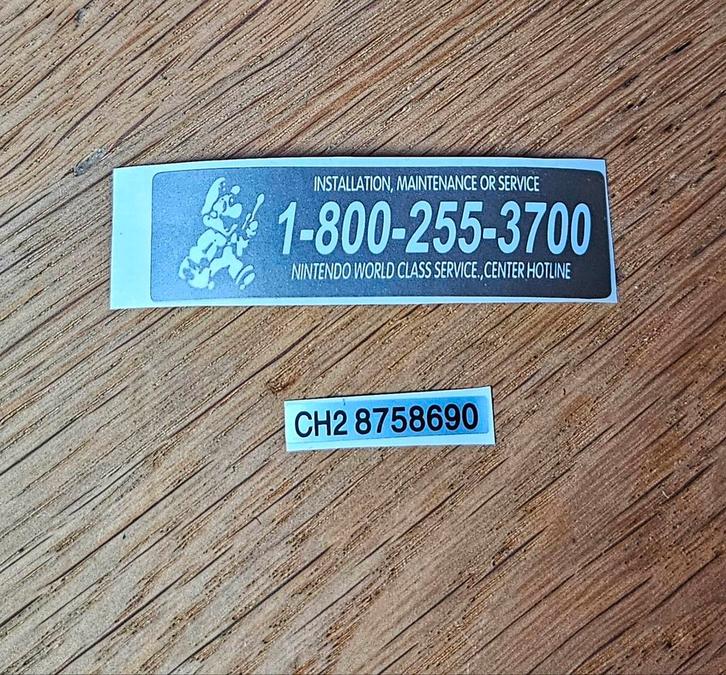 INSTALLATION, MAINTENANCE OR SERVICE
1-800-255-3700
NINTENDO WORLD CLASS SERVICE., CENTER HOTLINE
CH2 8758690